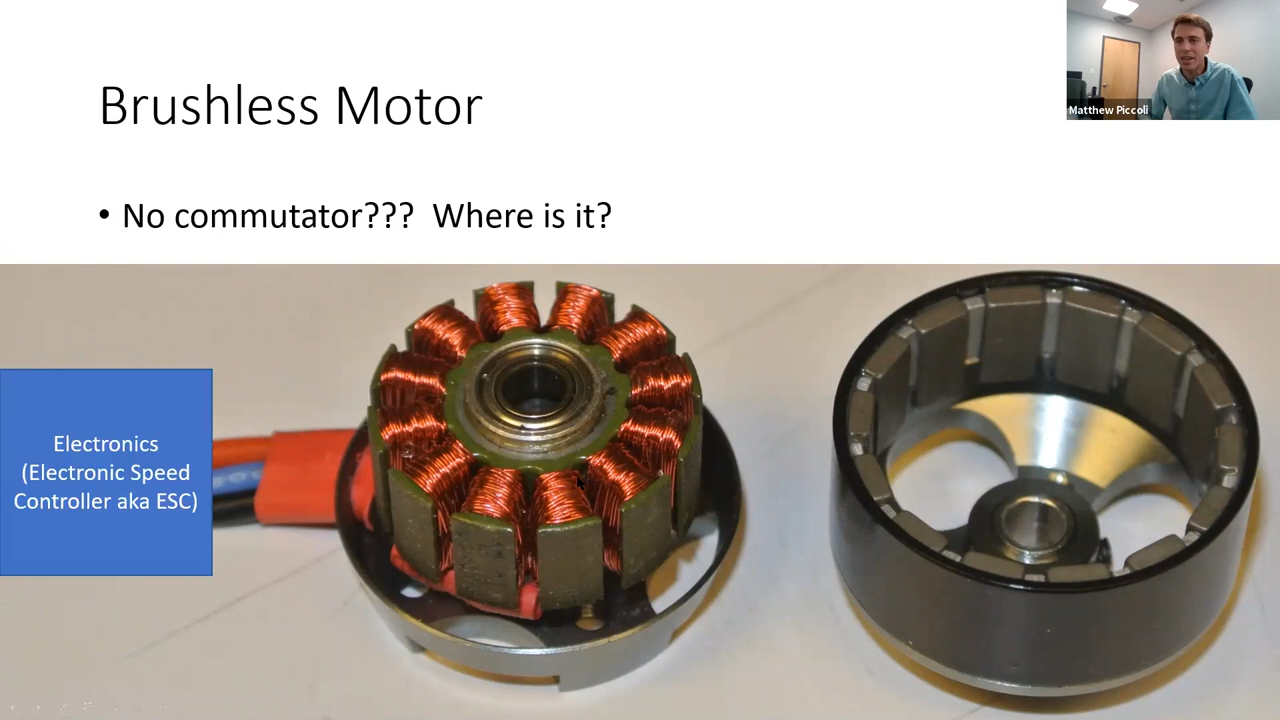 Brushless Motor
• No commutator??? Where is it?
Matthew Piccoli
Electronics
(Electronic Speed
Controller aka ESC)